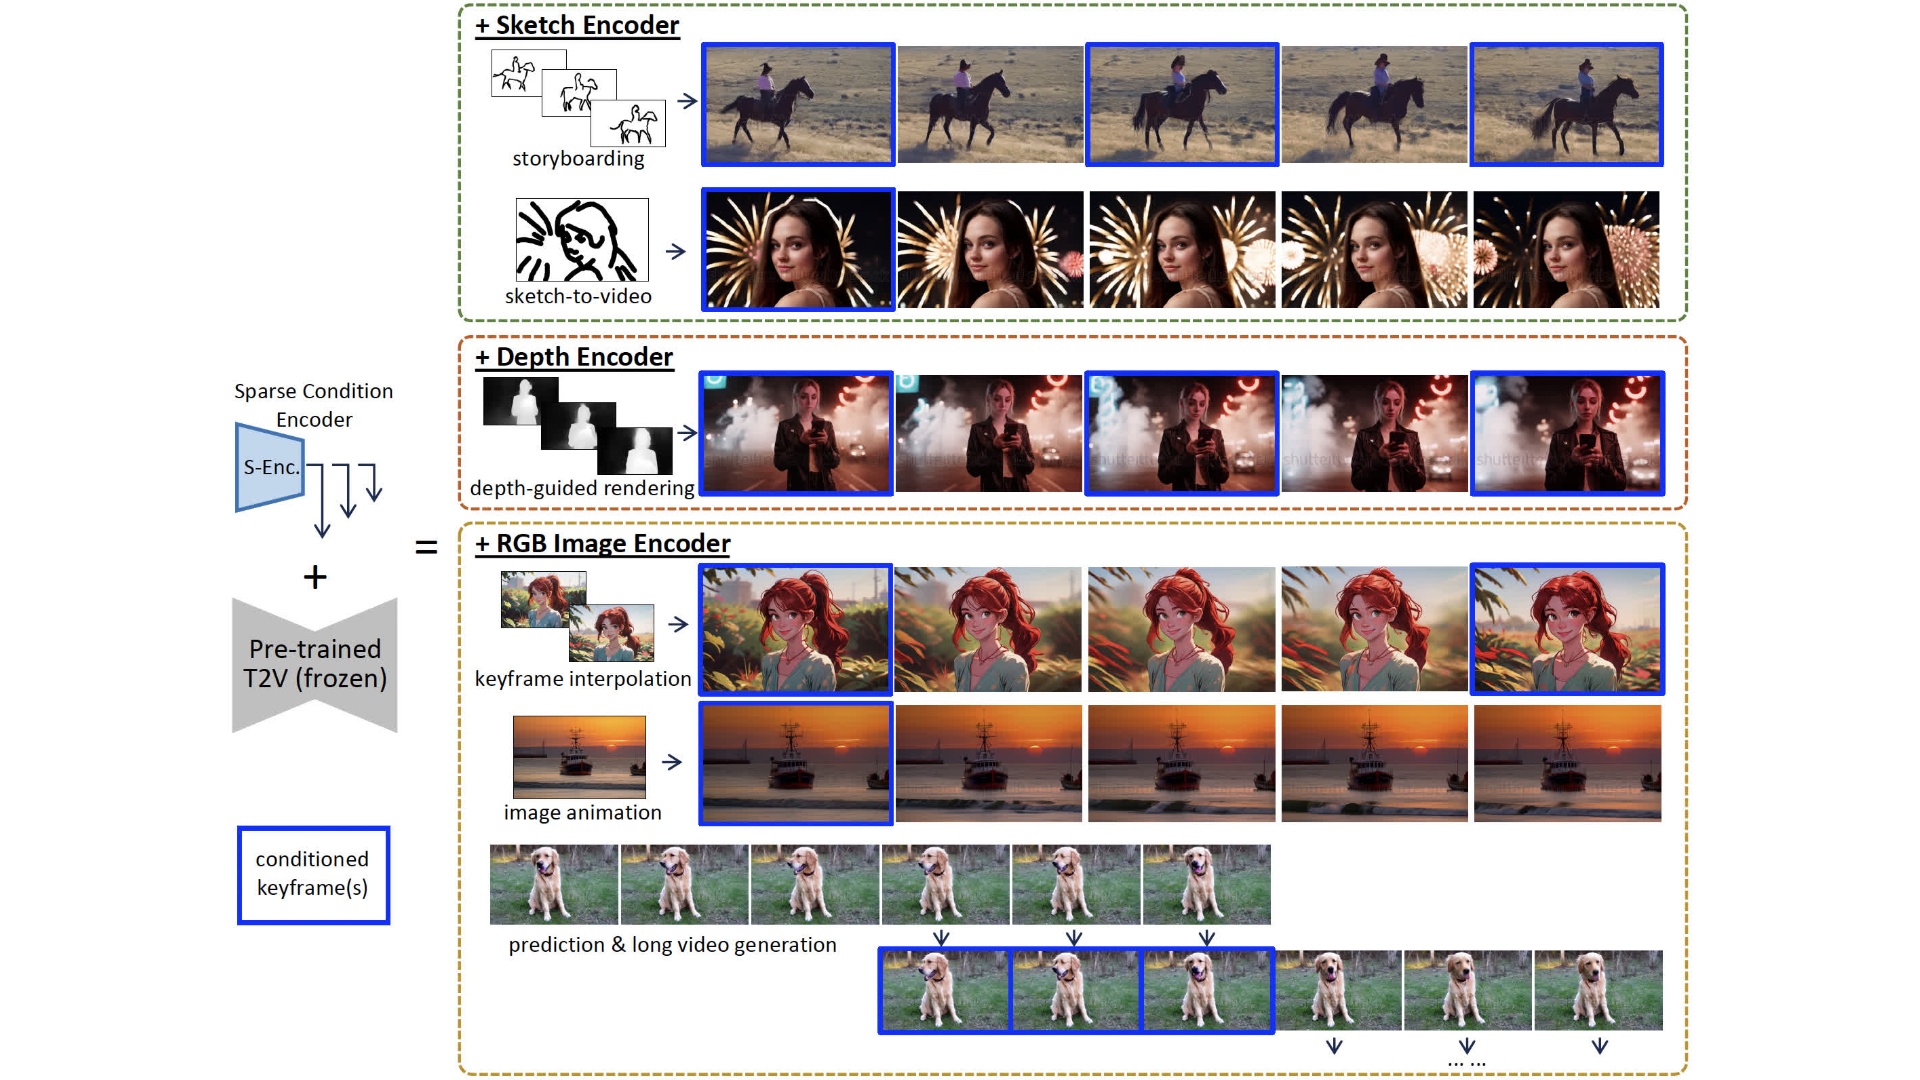 + Sketch Encoder
storyboarding
sketch-to-video
+ Depth Encoder
depth-guided rendering
Sparse Condition
Encoder
S-Enc.
+
=
Pre-trained
T2V (frozen)
conditioned
keyframe(s)
+ RGB Image Encoder
keyframe interpolation
image animation
prediction & long video generation
... ...